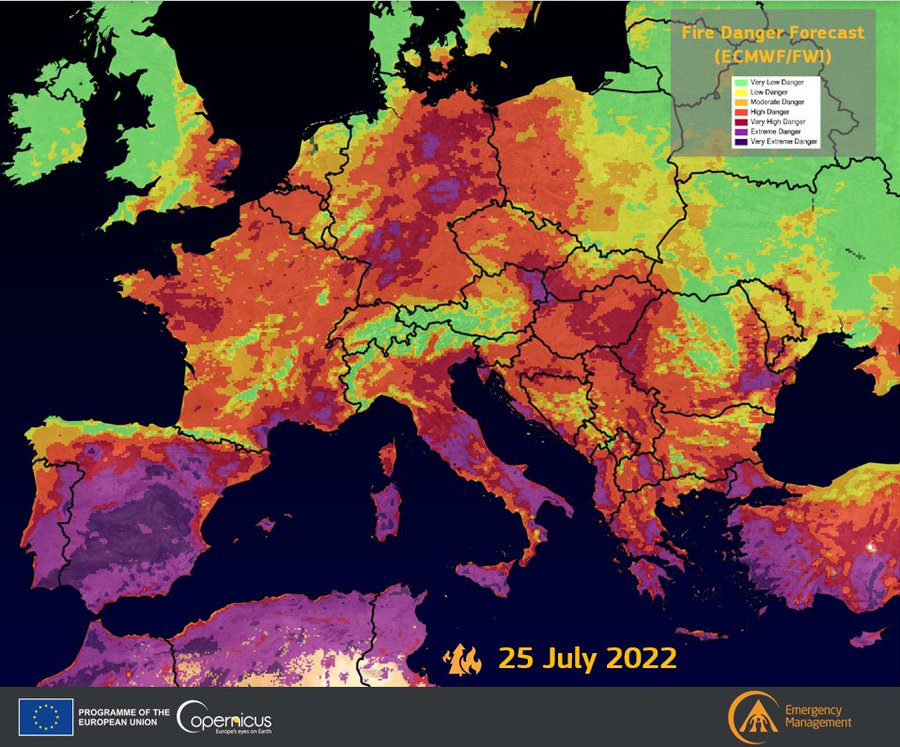 Fire Danger Forecast
(ECMWF/FWI)
Very Low Danger
Low Danger
Moderate Danger
High Danger
Very High Danger
Extreme Danger
Very Extreme Danger
25 July 2022
PROGRAMME OF THE
EUROPEAN UNION
Copernicus
Europe's eyes on Earth
Emergency
Management